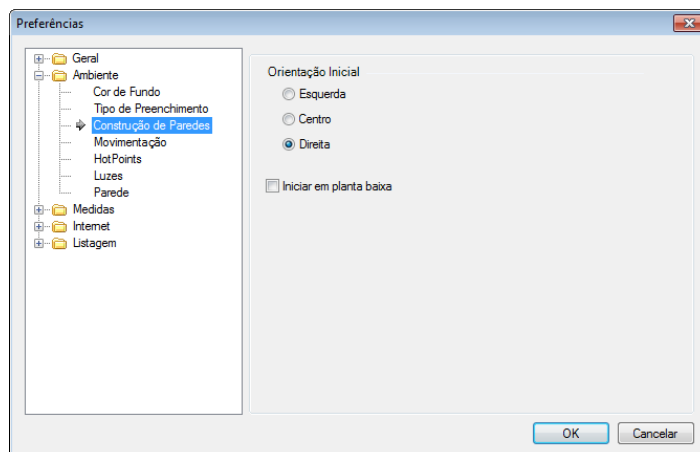 Preferências
Geral
Ambiente
Cor de Fundo
Tipo de Preenchimento
Construção de Paredes
Movimentação
HotPoints
Luzes
Parede
Medidas
Internet
Listagem
Orientação Inicial
Esquerda
Centro
Direita
Iniciar em planta baixa
OK
Cancelar